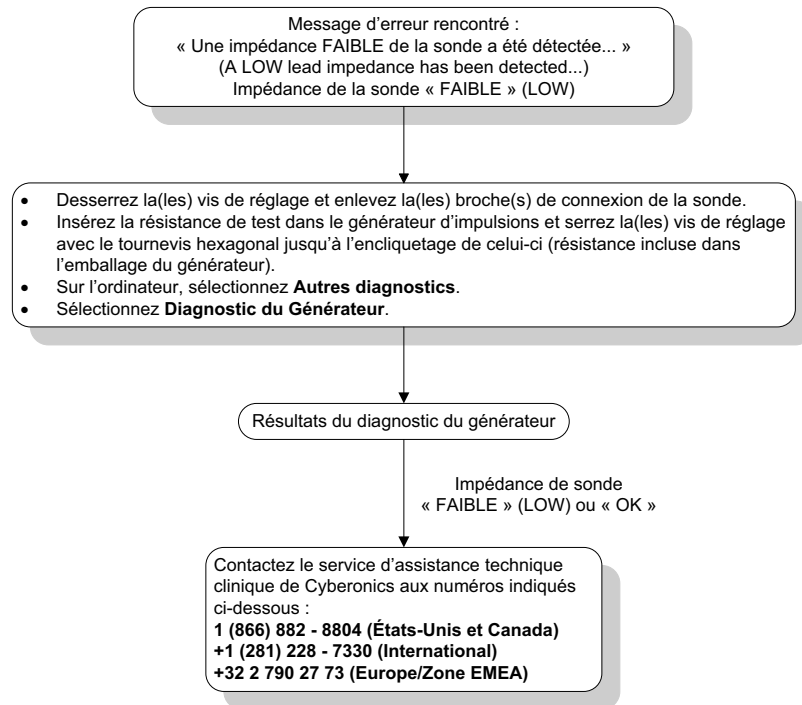 Message d'erreur rencontré :
« Une impédance FAIBLE de la sonde a été détectée... »
(A LOW lead impedance has been detected...)
Impédance de la sonde « FAIBLE » (LOW)
• Desserrez la(les) vis de réglage et enlevez la(les) broche(s) de connexion de la sonde.
• Insérez la résistance de test dans le générateur d'impulsions et serrez la(les) vis de réglage
avec le tournevis hexagonal jusqu'à l'encliquetage de celui-ci (résistance incluse dans
l'emballage du générateur).
• Sur l'ordinateur, sélectionnez Autres diagnostics.
• Sélectionnez Diagnostic du Générateur.
Résultats du diagnostic du générateur
Impédance de sonde
« FAIBLE » (LOW) ou « OK »
Contactez le service d'assistance technique
clinique de Cyberonics aux numéros indiqués
ci-dessous :
1 (866) 882 - 8804 (États-Unis et Canada)
+1 (281) 228 - 7330 (International)
+32 2 790 27 73 (Europe/Zone EMEA)